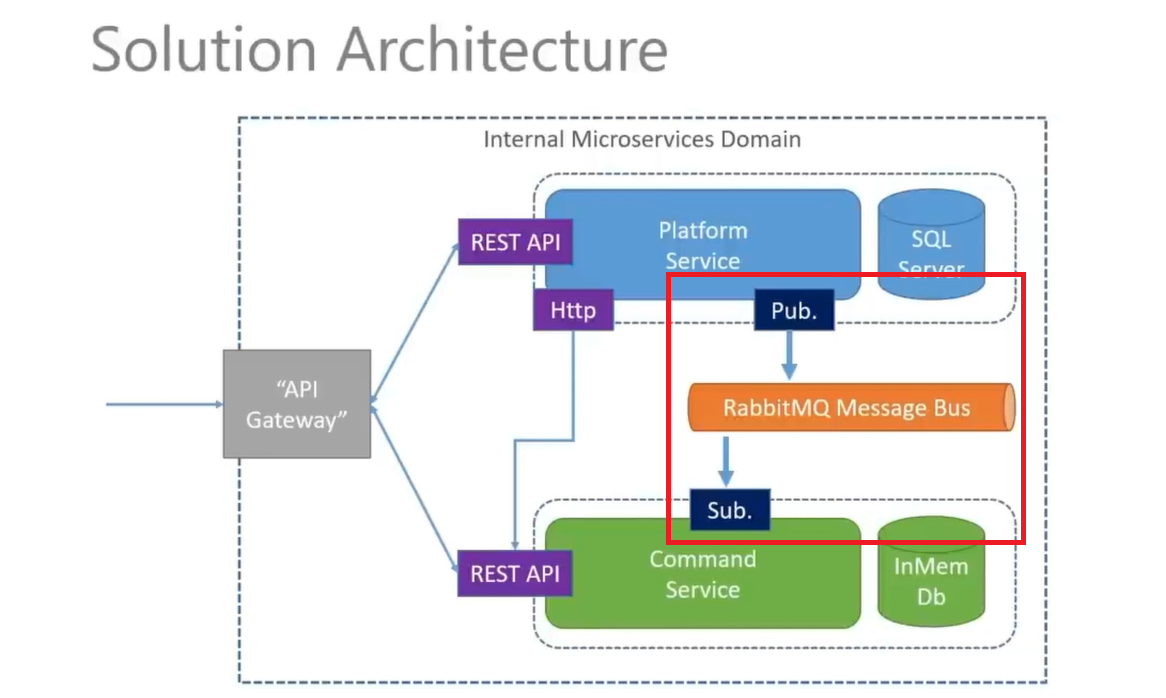 Solution Architecture
Internal Microservices Domain
REST API
Platform
Service
SQL
Server
Http
Pub.
“API
Gateway”
RabbitMQ Message Bus
Sub.
REST API
Command
Service
InMem
Db